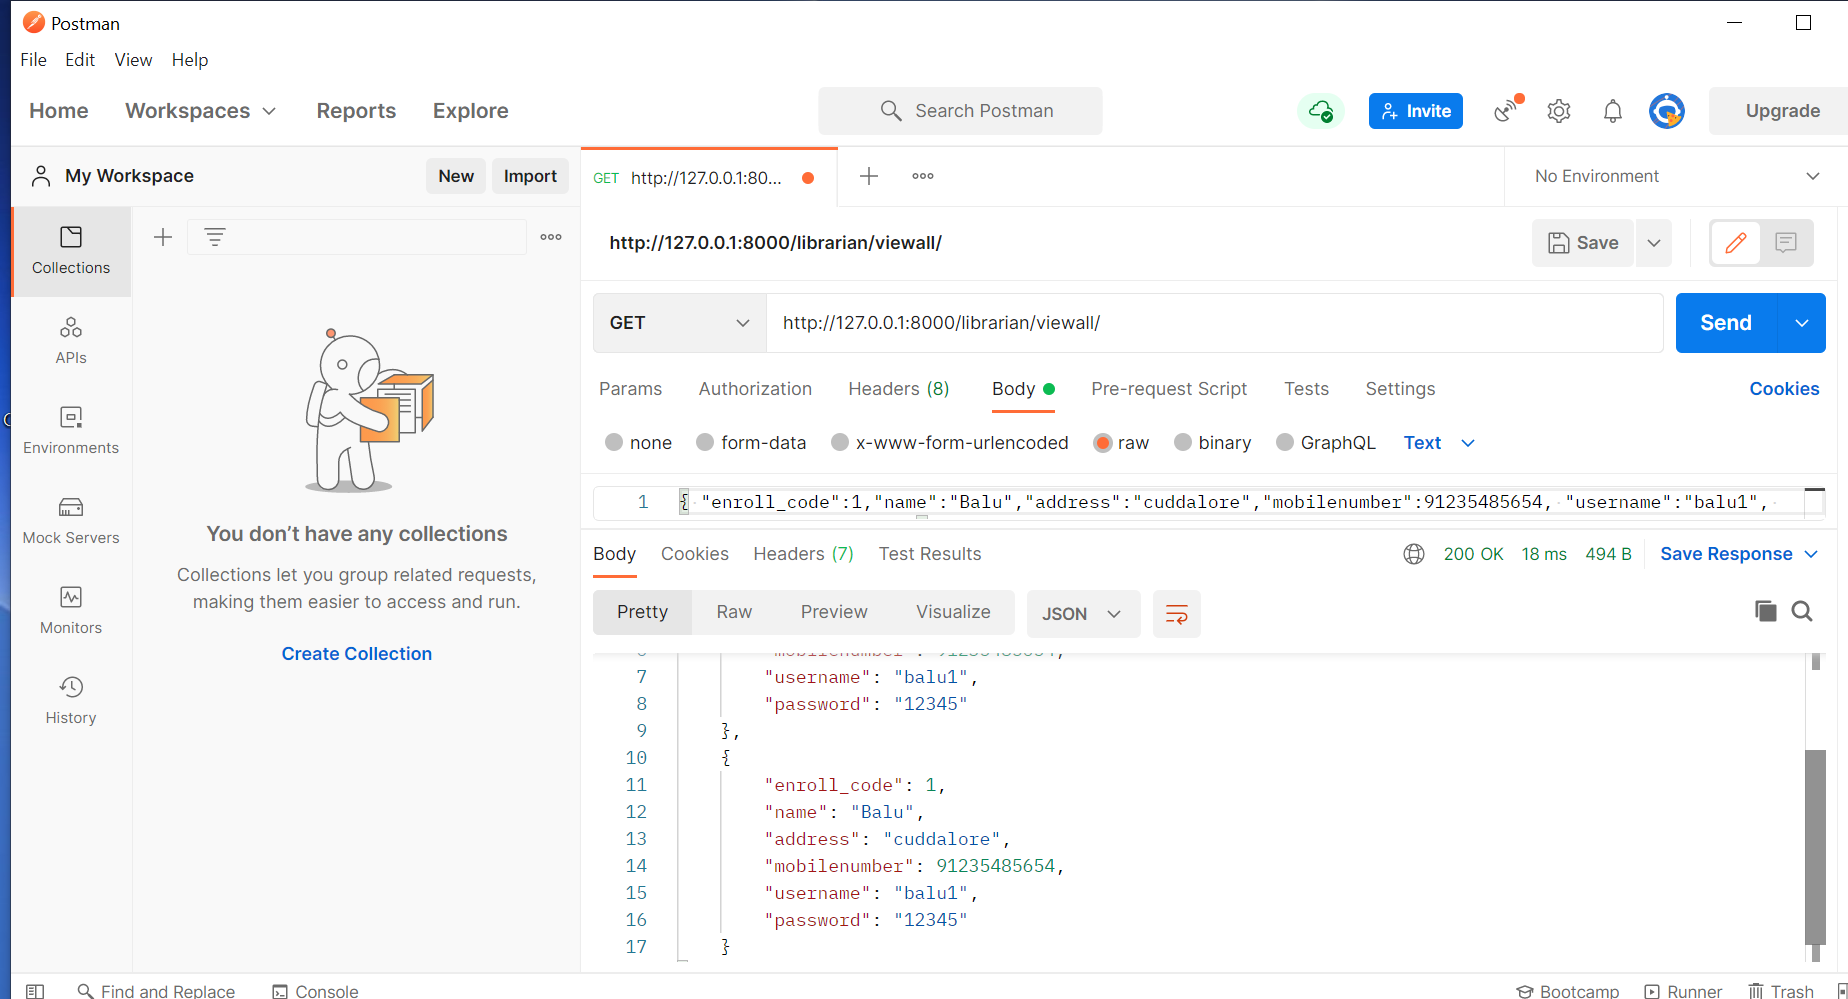 Postman
File Edit View Help
Home Workspaces Reports Explore Search Postman Invite Upgrade
My Workspace New Import GET http://127.0.0.1:80... No Environment
Collections
APIs
Environments
Mock Servers
Monitors
History
You don’t have any collections
Collections let you group related requests,
making them easier to access and run.
Create Collection
http://127.0.0.1:8000/librarian/viewall/ Save
GET http://127.0.0.1:8000/librarian/viewall/ Send
Params Authorization Headers (8) Body Pre-request Script Tests Settings Cookies
none form-data x-www-form-urlencoded raw binary GraphQL Text
1 { "enroll_code":1,"name":"Balu","address":"cuddalore","mobilenumber":91235485654, "username":"balu1",
Body Cookies Headers (7) Test Results 200 OK 18 ms 494 B Save Response
Pretty Raw Preview Visualize JSON
6 "mobilenumber": 91235485654,
7 "username": "balu1",
8 "password": "12345"
9 },
10 {
11 "enroll_code": 1,
12 "name": "Balu",
13 "address": "cuddalore",
14 "mobilenumber": 91235485654,
15 "username": "balu1",
16 "password": "12345"
17 }
Find and Replace Console Bootcamp Runner Trash